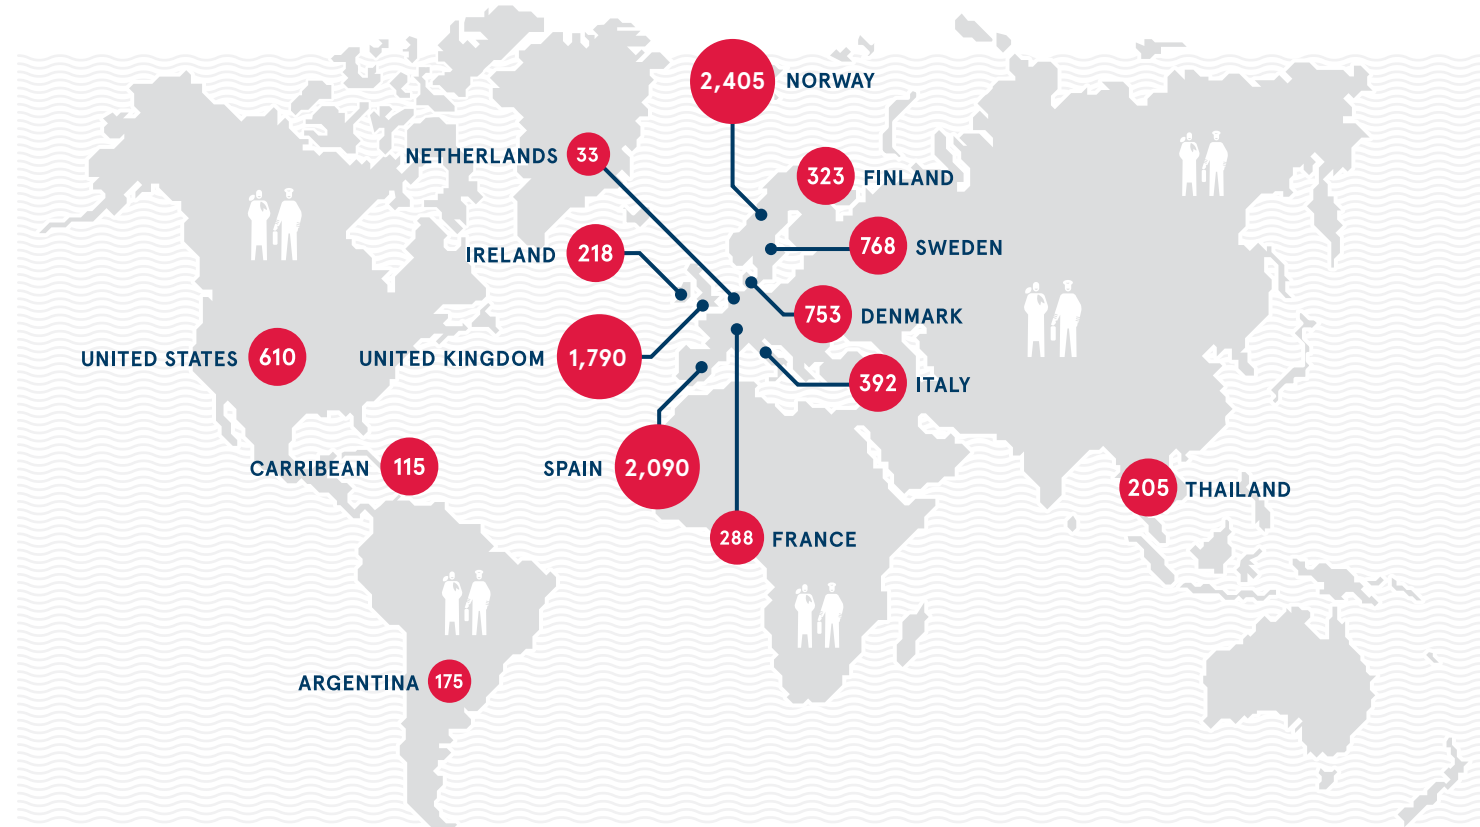 2,405 NORWAY
NETHERLANDS 33
323 FINLAND
IRELAND 218
768 SWEDEN
753 DENMARK
UNITED STATES 610
UNITED KINGDOM 1,790
392 ITALY
CARRIBEAN 115
SPAIN 2,090
205 THAILAND
288 FRANCE
ARGENTINA 175